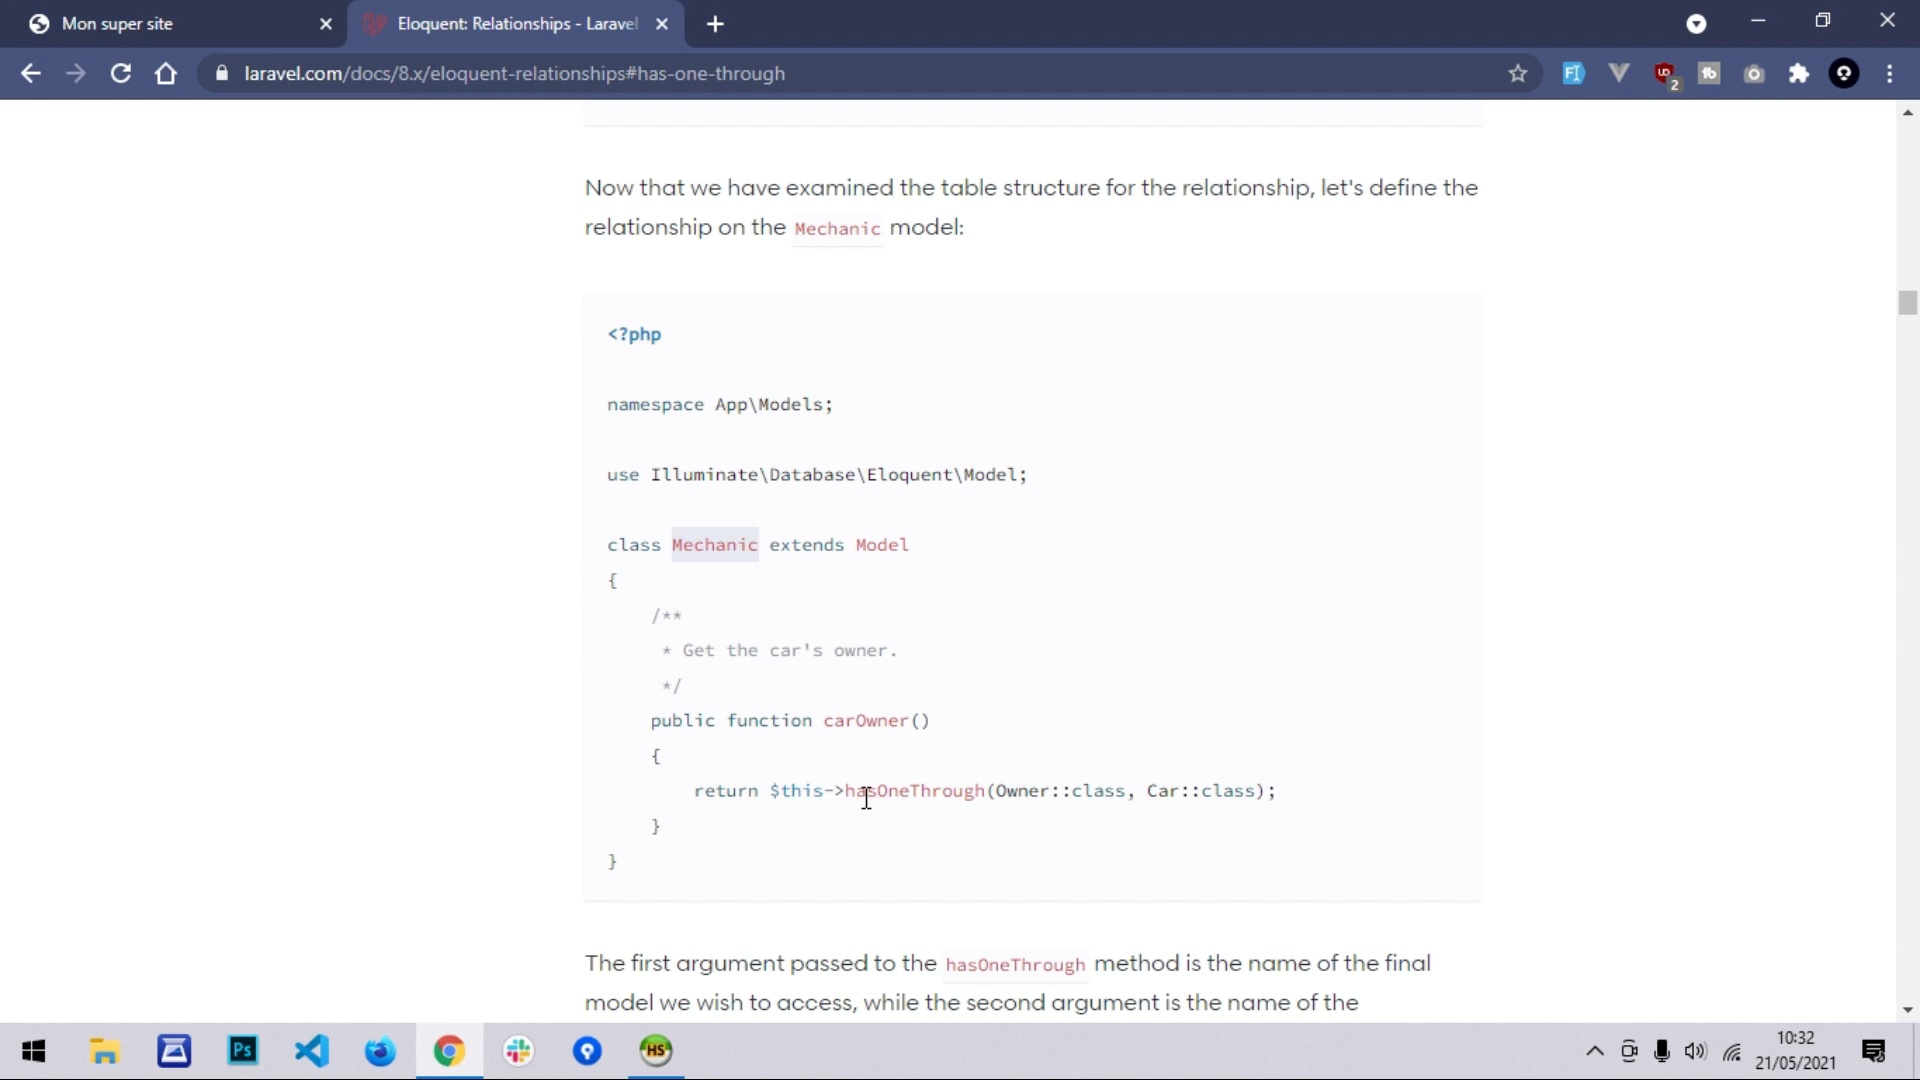 Mon super site
Eloquent: Relationships - Laravel
laravel.com/docs/8.x/eloquent-relationships#has-one-through
2
Now that we have examined the table structure for the relationship, let's define the
relationship on the Mechanic model:
<?php
namespace App\Models;
use Illuminate\Database\Eloquent\Model;
class Mechanic extends Model
{
/**
* Get the car's owner.
*/
public function carOwner()
{
return $this->hasOneThrough(Owner::class, Car::class);
}
}
The first argument passed to the hasOneThrough method is the name of the final
model we wish to access, while the second argument is the name of the
Ps
HS
10:32
21/05/2021